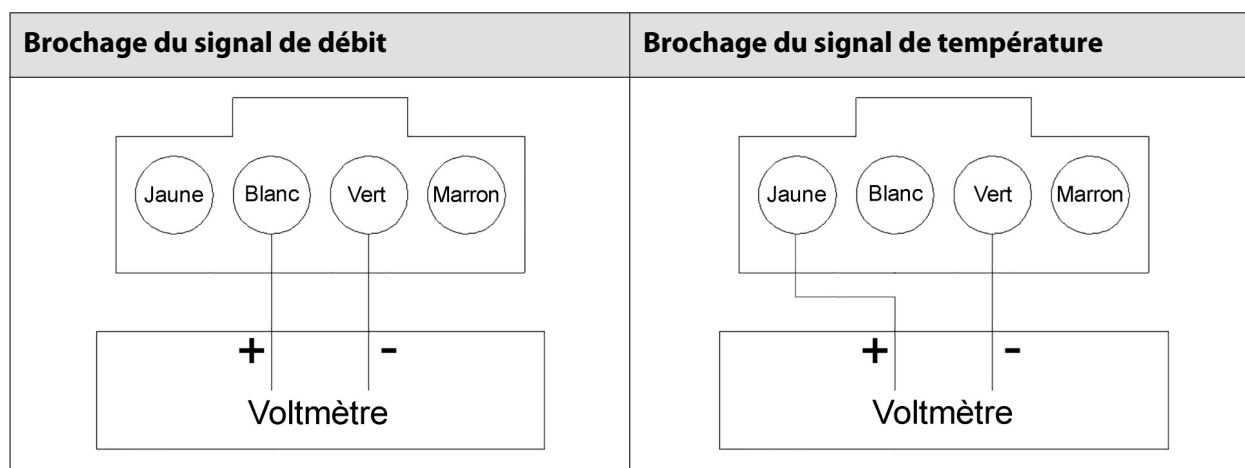 Brochage du signal de débit
Brochage du signal de température
Jaune Blanc Vert Marron
+ -
Voltmètre
Jaune Blanc Vert Marron
+ -
Voltmètre